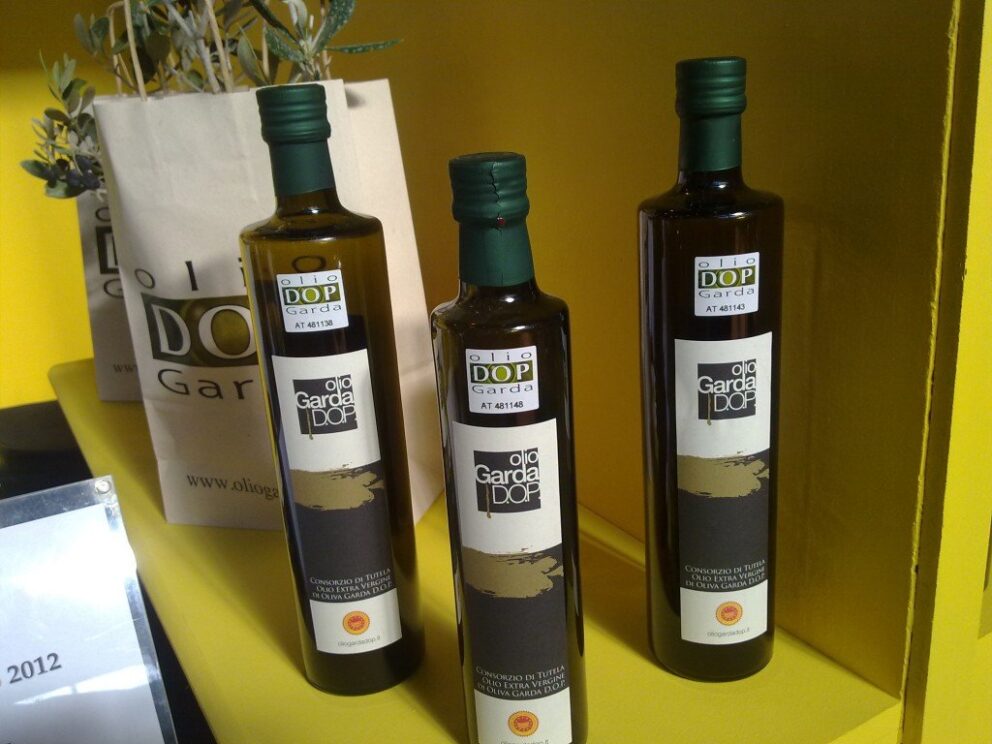 olio
DOP
Garda
www.olioga
olio
DOP
Garda
AT 481138
olio
Garda
D.O.P.
CONSORZIO DI TUTELA
OLIO EXTRA VERGINE
DI OLIVA GARDA D.O.P.
oliogardadop.it
olio
DOP
Garda
AT 481148
olio
Garda
D.O.P.
CONSORZIO DI TUTELA
OLIO EXTRA VERGINE
DI OLIVA GARDA D.O.P.
oliogardadop.it
olio
DOP
Garda
AT 481143
olio
Garda
D.O.P.
CONSORZIO DI TUTELA
OLIO EXTRA VERGINE
DI OLIVA GARDA D.O.P.
oliogardadop.it
2012